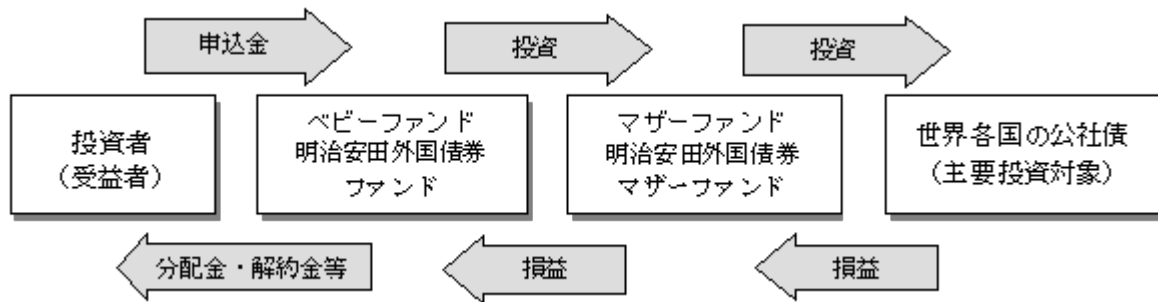 申込金
投資
投資
投資者
（受益者）
ベビーファンド
明治安田外国債券
ファンド
マザーファンド
明治安田外国債券
マザーファンド
世界各国の公社債
（主要投資対象）
分配金・解約金等
損益
損益